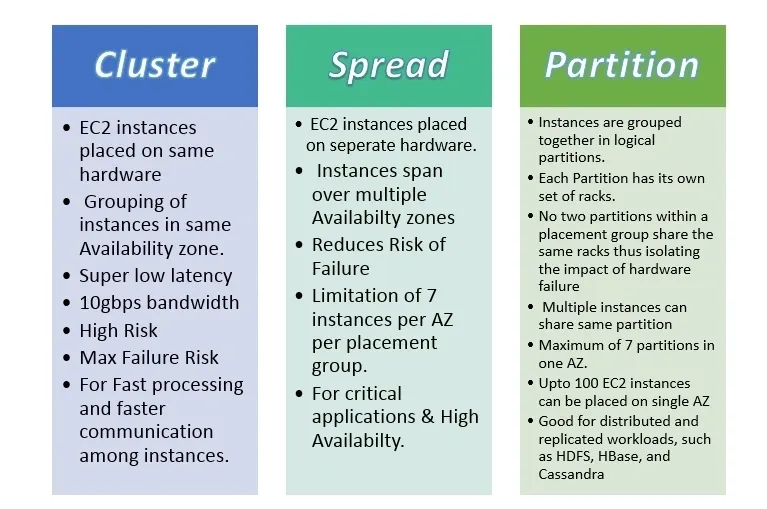 Cluster
• EC2 instances
placed on same
hardware
• Grouping of
instances in same
Availability zone.
• Super low latency
• 10gbps bandwidth
• High Risk
• Max Failure Risk
• For Fast processing
and faster
communication
among instances.
Spread
• EC2 instances placed
on seperate hardware.
• Instances span
over multiple
Availabilty zones
• Reduces Risk of
Failure
• Limitation of 7
instances per AZ
per placement
group.
• For critical
applications & High
Availabilty.
Partition
• Instances are grouped
together in logical
partitions.
• Each Partition has its own
set of racks.
• No two partitions within a
placement group share the
same racks thus isolating
the impact of hardware
failure
• Multiple instances can
share same partition
• Maximum of 7 partitions in
one AZ.
• Upto 100 EC2 instances
can be placed on single AZ
• Good for distributed and
replicated workloads, such
as HDFS, HBase, and
Cassandra